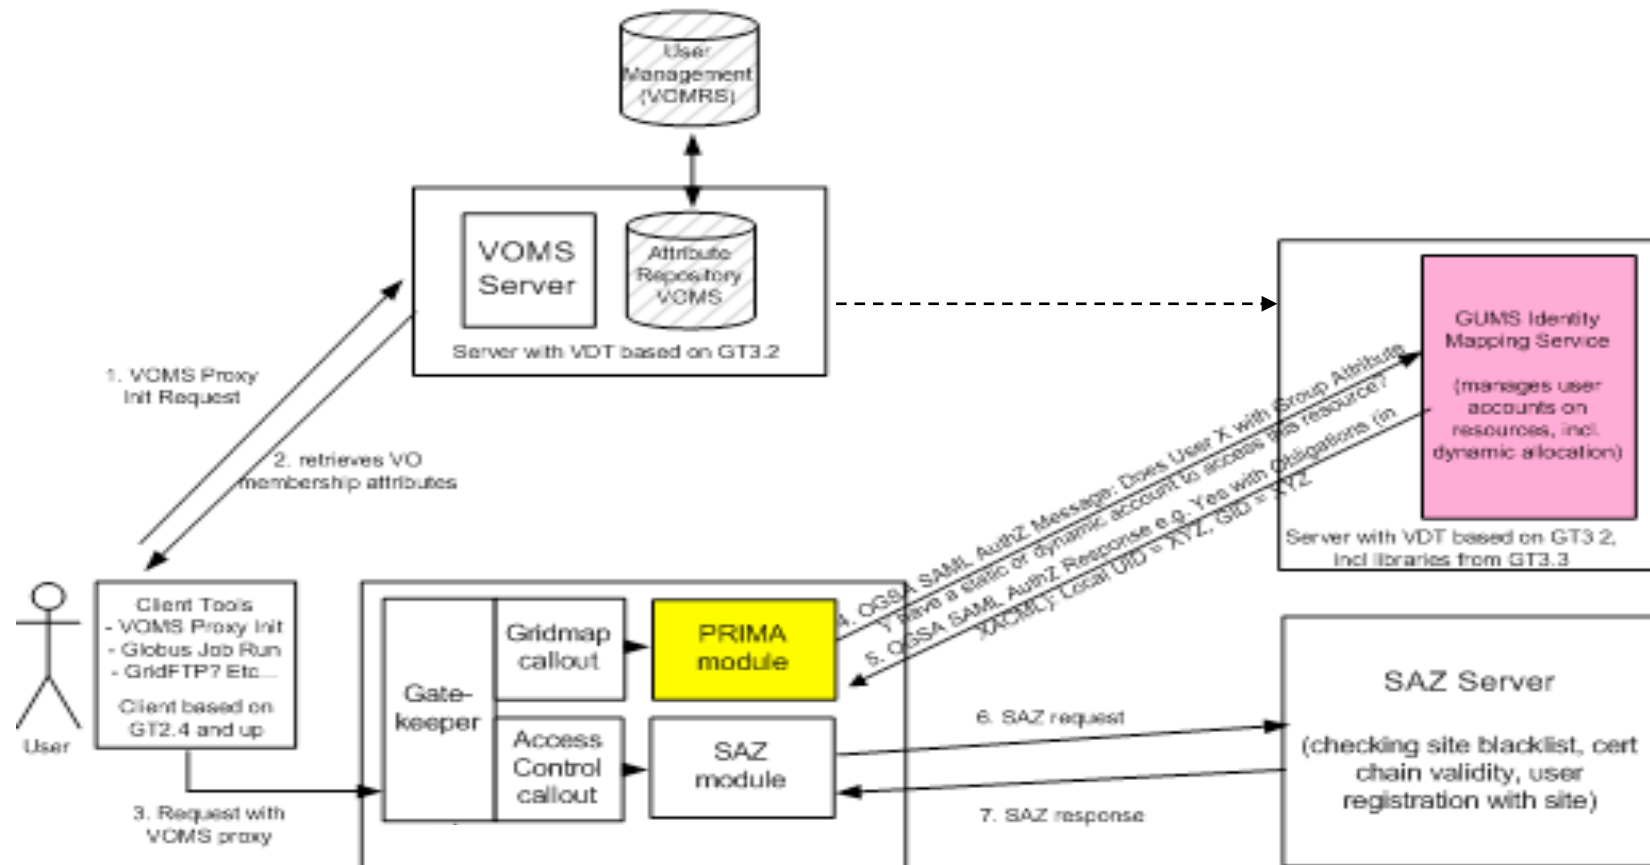 User
Management
(VOMRS)
VOMS
Server
Attribute
Repository
VOMS
Server with VDT based on GT3.2
GUMS Identity
Mapping Service
(manages user
accounts on
resources, incl.
dynamic allocation)
Server with VDT based on GT3 2,
incl libraries from GT3.3
1. VOMS Proxy
Init Request
2. retrieves VO
membership attributes
4. OGSA SAML AuthZ Message: Does User X with Group Attribute
Y have a static of dynamic account to access this resource?
5. OGSA SAML AuthZ Response e.g. Yes with Obligations (in
XACML): Local UID = XYZ, GID = XYZ
User
Client Tools
- VOMS Proxy Init
- Globus Job Run
- GridFTP? Etc...
Client based on
GT2.4 and up
3. Request with
VOMS proxy
Gate-
keeper
Gridmap
callout
PRIMA
module
Access
Control
callout
SAZ
module
6. SAZ request
7. SAZ response
SAZ Server
(checking site blacklist, cert
chain validity, user
registration with site)